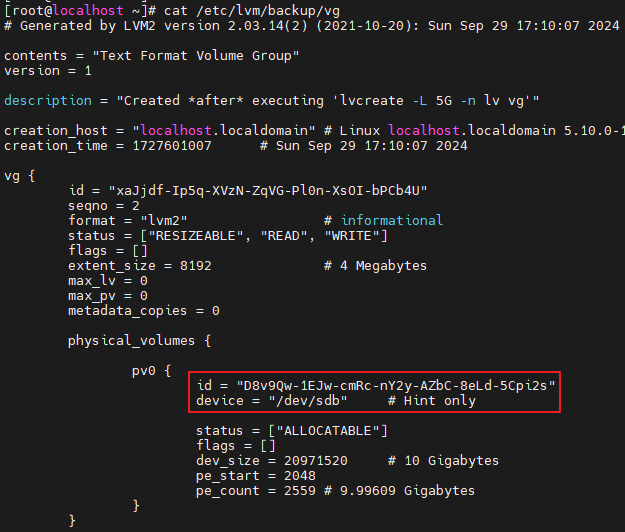 [root@localhost ~]# cat /etc/lvm/backup/vg
# Generated by LVM2 version 2.03.14(2) (2021-10-20): Sun Sep 29 17:10:07 2024
contents = "Text Format Volume Group"
version = 1
description = "Created *after* executing 'lvcreate -L 5G -n lv vg'"
creation_host = "localhost.localdomain" # Linux localhost.localdomain 5.10.0-1
creation_time = 1727601007 # Sun Sep 29 17:10:07 2024
vg {
id = "xaJjdf-Ip5q-XVzN-ZqVG-Pl0n-XsOI-bPCb4U"
seqno = 2
format = "lvm2" # informational
status = ["RESIZEABLE", "READ", "WRITE"]
flags = []
extent_size = 8192 # 4 Megabytes
max_lv = 0
max_pv = 0
metadata_copies = 0
physical_volumes {
pv0 {
id = "D8v9Qw-1EJw-cmRc-nY2y-AZbC-8eLd-5Cpi2s"
device = "/dev/sdb" # Hint only
status = ["ALLOCATABLE"]
flags = []
dev_size = 20971520 # 10 Gigabytes
pe_start = 2048
pe_count = 2559 # 9.99609 Gigabytes
}
}